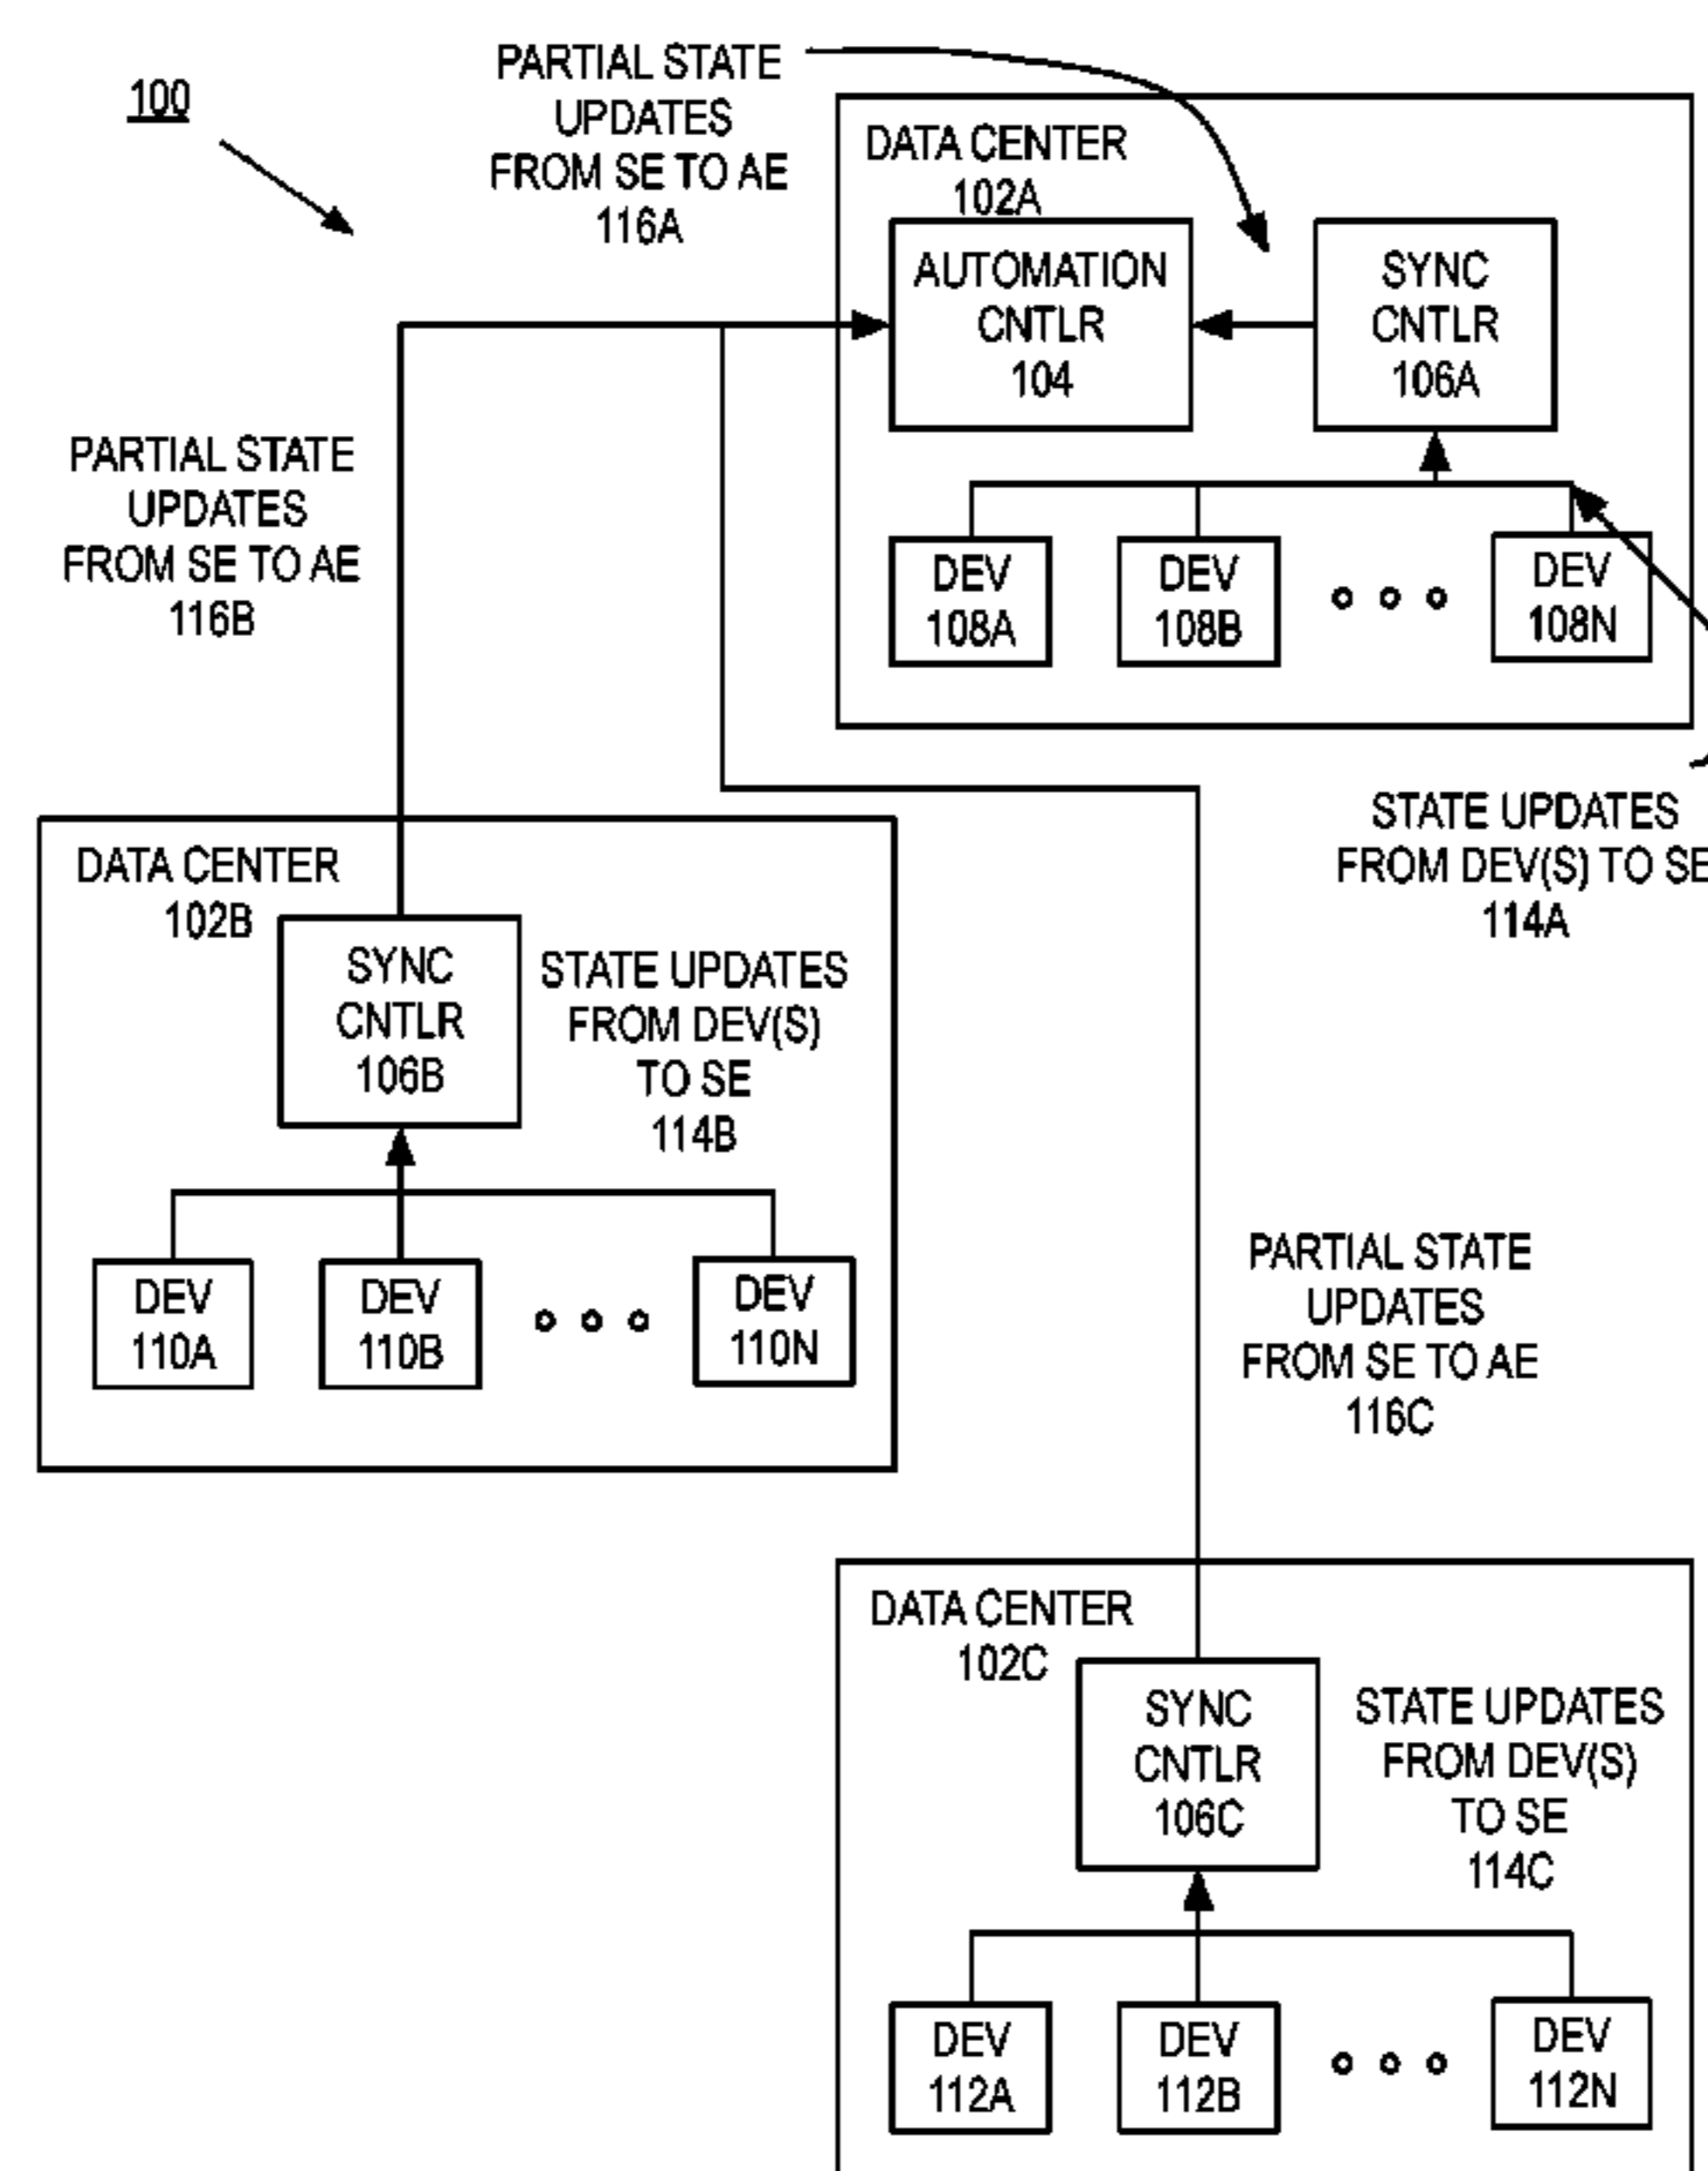 100
PARTIAL STATE
UPDATES
FROM SE TO AE
116A
DATA CENTER
102A
AUTOMATION
CNTLR
104
SYNC
CNTLR
106A
DEV
108A
DEV
108B
DEV
108N
PARTIAL STATE
UPDATES
FROM SE TO AE
116B
STATE UPDATES
FROM DEV(S) TO SE
114A
DATA CENTER
102B
SYNC
CNTLR
106B
STATE UPDATES
FROM DEV(S)
TO SE
114B
DEV
110A
DEV
110B
DEV
110N
PARTIAL STATE
UPDATES
FROM SE TO AE
116C
DATA CENTER
102C
SYNC
CNTLR
106C
STATE UPDATES
FROM DEV(S)
TO SE
114C
DEV
112A
DEV
112B
DEV
112N